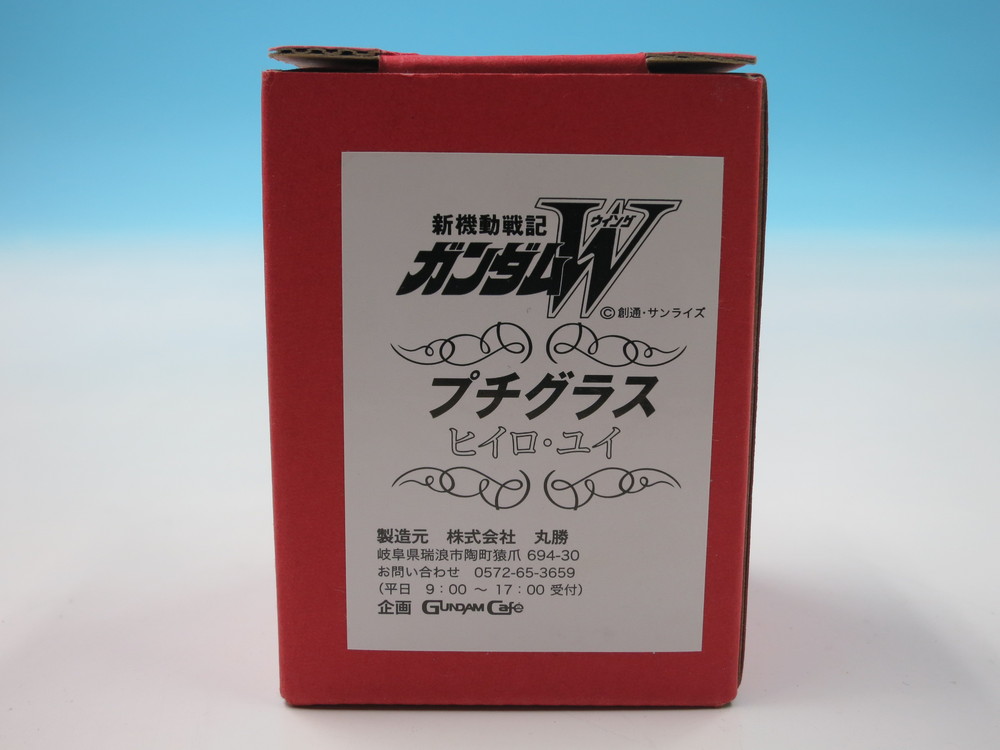 新機動戦記
ガンダムW
ウイング
©創通・サンライズ
プチグラス
ヒイロ・ユイ
製造元 株式会社 丸勝
岐阜県瑞浪市陶町猿爪 694-30
お問い合わせ 0572-65-3659
（平日 9：00 ～ 17：00 受付）
企画 GUNDAM Café